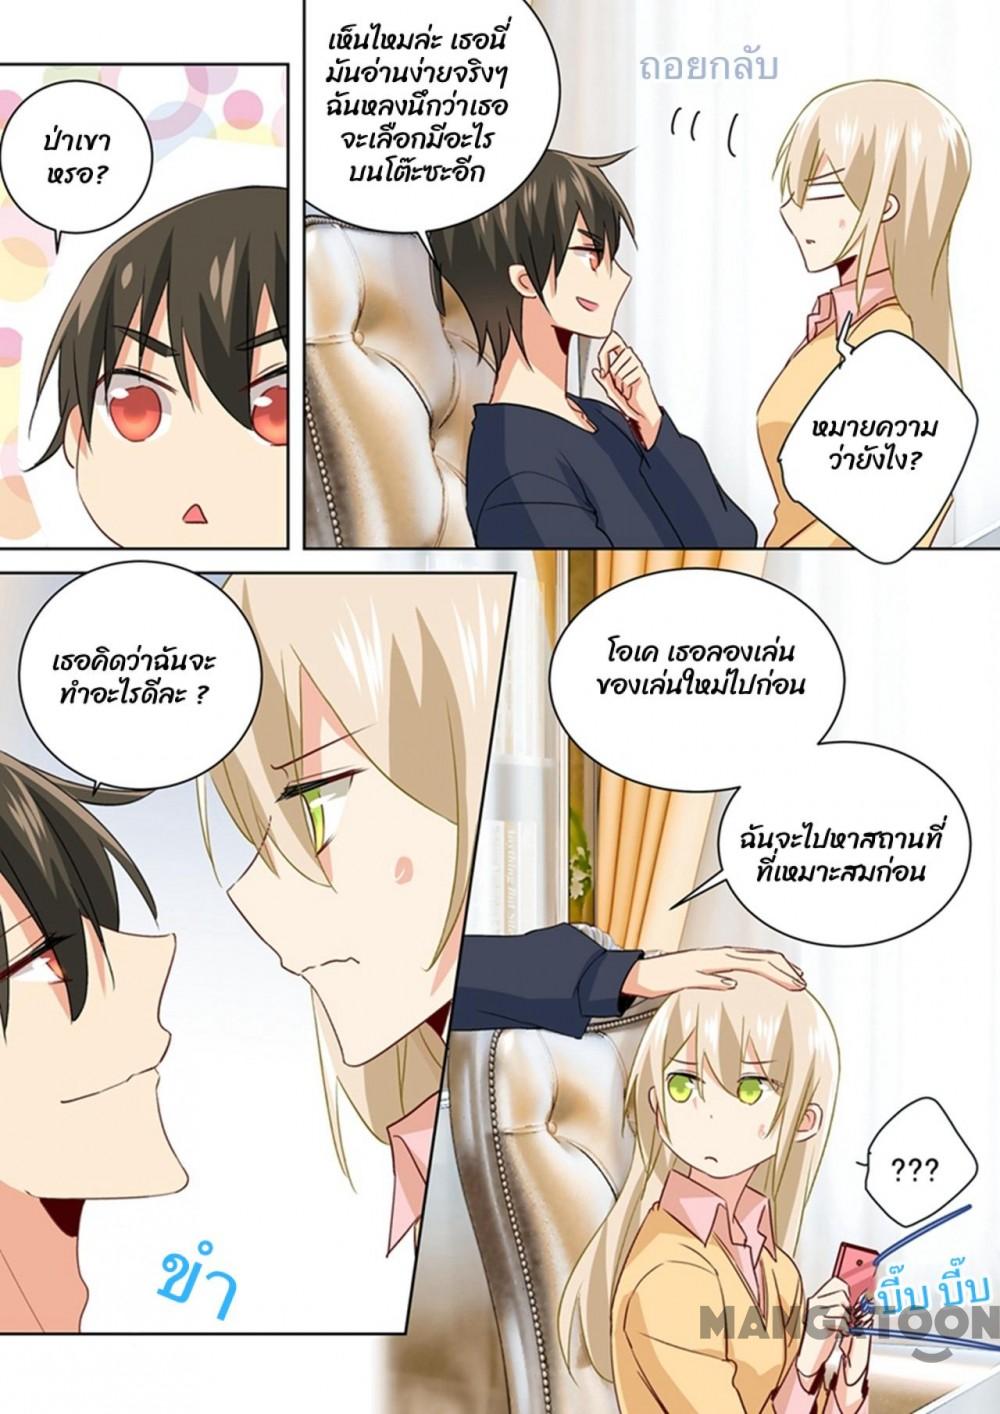 ป่าเขา
หรอ?
เห็นไหมล่ะ เธอนี่
มันอ่านง่ายจริงๆ
ฉันหลงนึกว่าเธอ
จะเลือกมีอะไร
บนโต๊ะซะอีก
ถอยกลับ
หมายความ
ว่ายังไง?
เธอคิดว่าฉันจะ
ทำอะไรดีละ ?
ขำ
โอเค เธอลองเล่น
ของเล่นใหม่ไปก่อน
ฉันจะไปหาสถานที่
ที่เหมาะสมก่อน
???
บี๊บ บี๊บ
MANGATOON